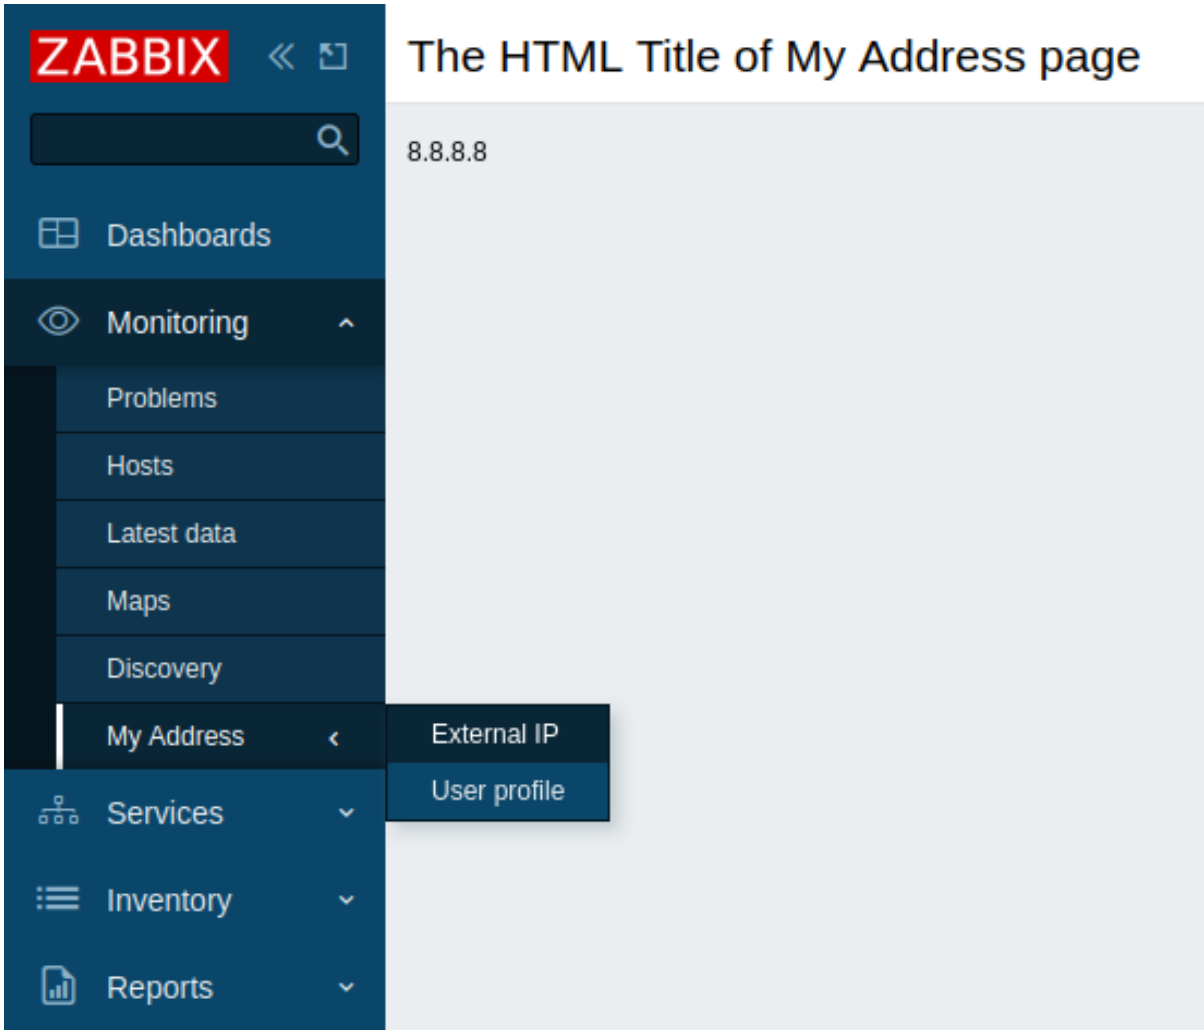 ZABBIX
The HTML Title of My Address page
8.8.8.8
Dashboards
Monitoring
Problems
Hosts
Latest data
Maps
Discovery
My Address
External IP
User profile
Services
Inventory
Reports